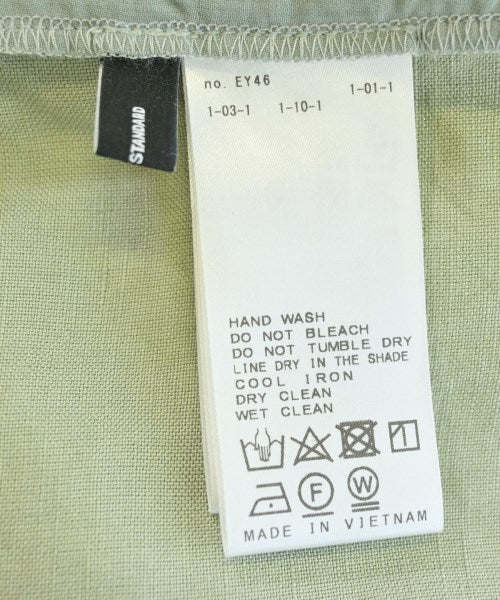 STANDARD
no. EY46
1-01-1
1-03-1 1-10-1
HAND WASH
DO NOT BLEACH
DO NOT TUMBLE DRY
LINE DRY IN THE SHADE
COOL IRON
DRY CLEAN
WET CLEAN
F W
MADE IN VIETNAM